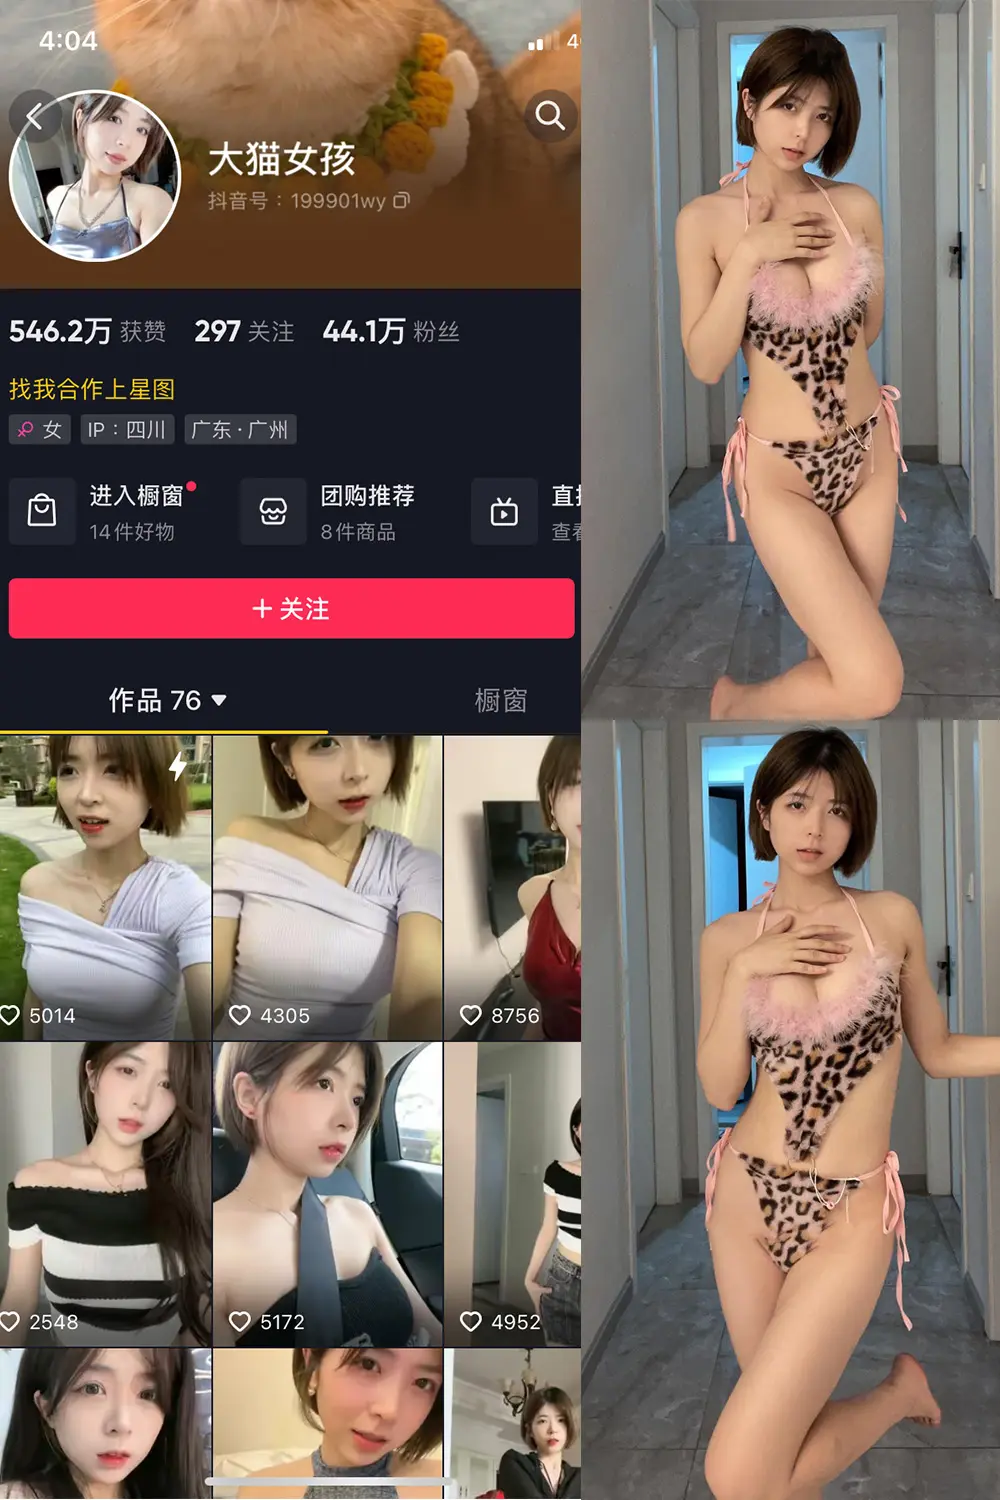 4:04
4
大猫女孩
抖音号：199901wy
546.2万 获赞 297 关注 44.1万 粉丝
找我合作上星图
女 IP：四川 广东·广州
进入橱窗 团购推荐 直
14件好物 8件商品 查
+ 关注
作品 76 橱窗
5014 4305 8756
2548 5172 4952